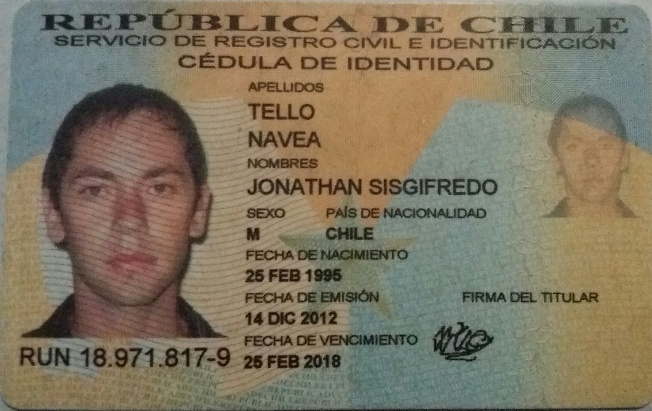 REPÚBLICA DE CHILE
SERVICIO DE REGISTRO CIVIL E IDENTIFICACIÓN
CÉDULA DE IDENTIDAD
APELLIDOS
TELLO
NAVEA
NOMBRES
JONATHAN SISGIFREDO
SEXO PAÍS DE NACIONALIDAD
M CHILE
FECHA DE NACIMIENTO
25 FEB 1995
FECHA DE EMISIÓN FIRMA DEL TITULAR
14 DIC 2012
FECHA DE VENCIMIENTO
RUN 18.971.817-9 25 FEB 2018